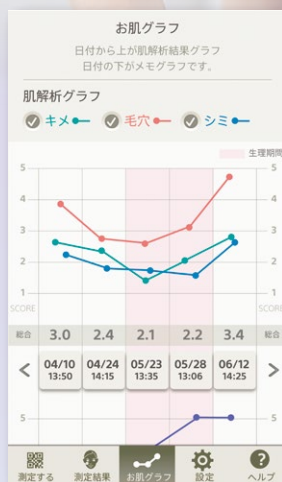 お肌グラフ
日付から上が肌解析結果グラフ
日付の下がメモグラフです。
肌解析グラフ
キメ 毛穴 シミ
生理期間
5 5
4 4
3 3
2 2
1 1
SCORE SCORE
総合 3.0 2.4 2.1 2.2 3.4 総合
< 04/10 04/24 05/23 05/28 06/12 >
13:50 14:15 13:35 13:06 14:25
5 5
測定する 測定結果 お肌グラフ 設定 ヘルプ